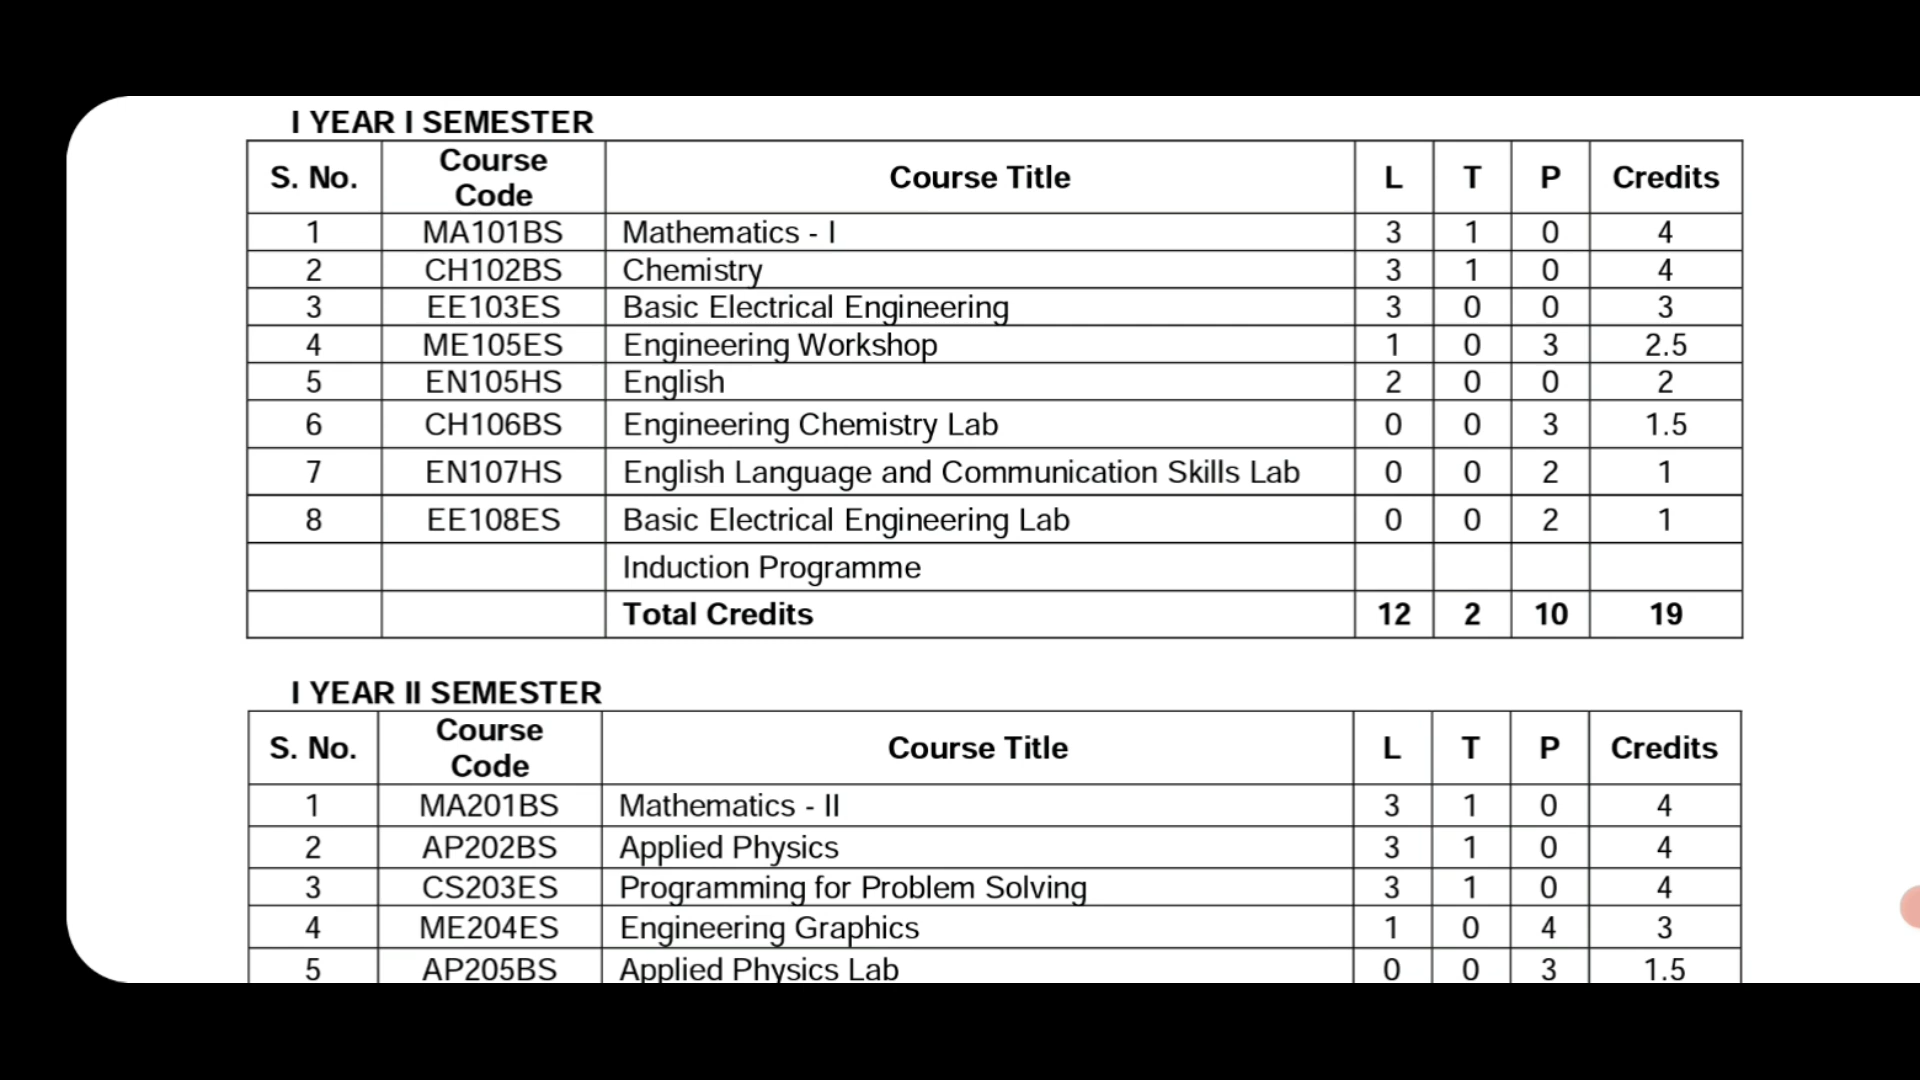 I YEAR I SEMESTER
S. No. Course Code Course Title L T P Credits
1 MA101BS Mathematics - I 3 1 0 4
2 CH102BS Chemistry 3 1 0 4
3 EE103ES Basic Electrical Engineering 3 0 0 3
4 ME105ES Engineering Workshop 1 0 3 2.5
5 EN105HS English 2 0 0 2
6 CH106BS Engineering Chemistry Lab 0 0 3 1.5
7 EN107HS English Language and Communication Skills Lab 0 0 2 1
8 EE108ES Basic Electrical Engineering Lab 0 0 2 1
Induction Programme
Total Credits 12 2 10 19
I YEAR II SEMESTER
S. No. Course Code Course Title L T P Credits
1 MA201BS Mathematics - II 3 1 0 4
2 AP202BS Applied Physics 3 1 0 4
3 CS203ES Programming for Problem Solving 3 1 0 4
4 ME204ES Engineering Graphics 1 0 4 3
5 AP205BS Applied Physics Lab 0 0 3 1.5